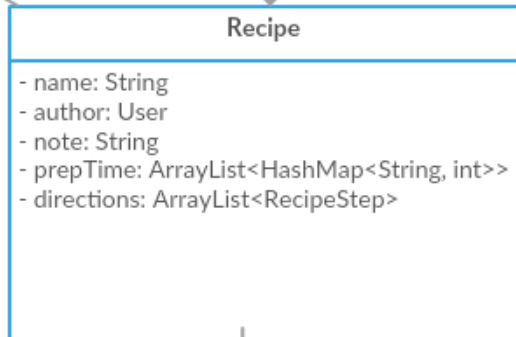 Recipe
- name: String
- author: User
- note: String
- prepTime: ArrayList<HashMap<String, int>>
- directions: ArrayList<RecipeStep>